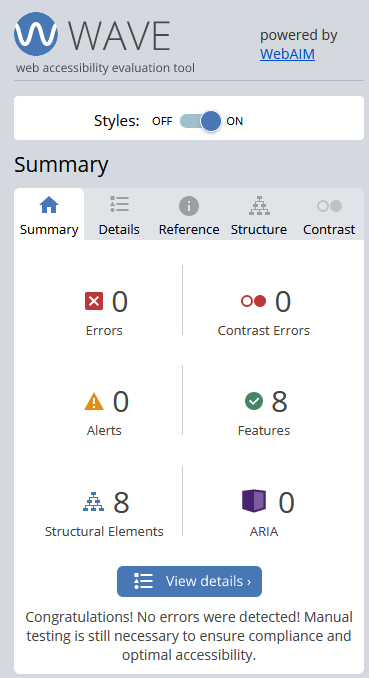 WAVE
web accessibility evaluation tool
powered by
WebAIM
Styles: OFF ON
Summary
Summary Details Reference Structure Contrast
0 0
Errors Contrast Errors
0 8
Alerts Features
8 0
Structural Elements ARIA
View details ›
Congratulations! No errors were detected! Manual
testing is still necessary to ensure compliance and
optimal accessibility.